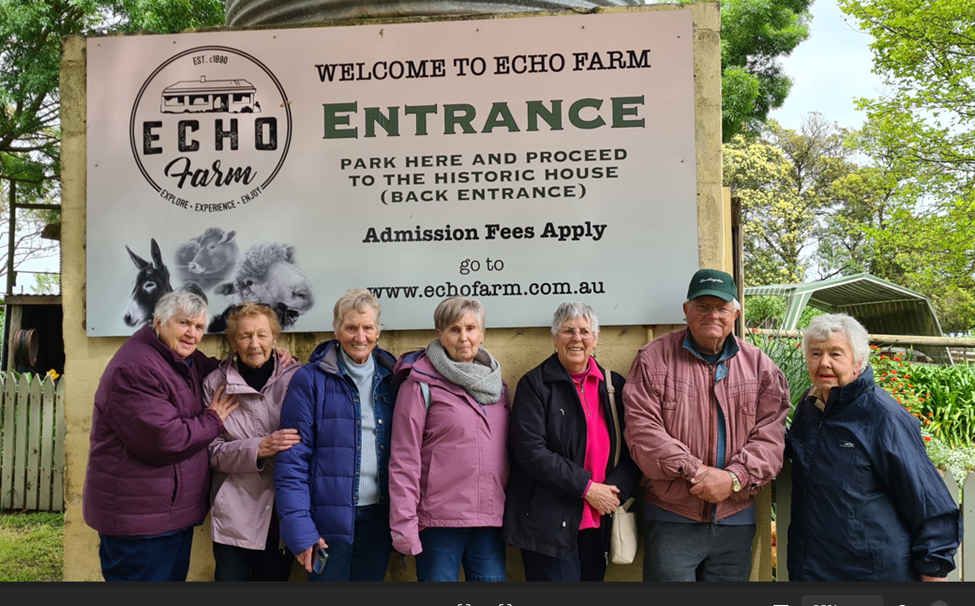 EST. c1890
ECHO
Farm
EXPLORE • EXPERIENCE • ENJOY
WELCOME TO ECHO FARM
ENTRANCE
PARK HERE AND PROCEED
TO THE HISTORIC HOUSE
(BACK ENTRANCE)
Admission Fees Apply
go to
www.echofarm.com.au